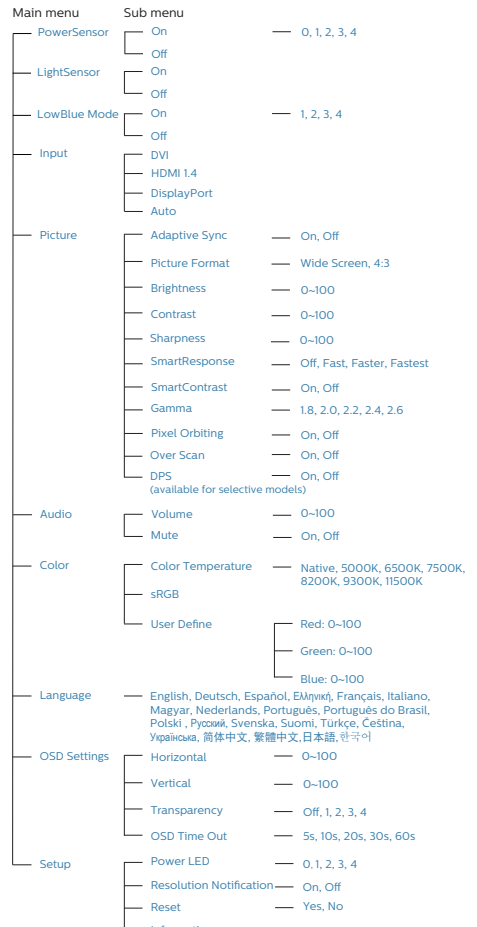 Main menu Sub menu
PowerSensor On 0, 1, 2, 3, 4
Off
LightSensor On
Off
LowBlue Mode On 1, 2, 3, 4
Off
Input DVI
HDMI 1.4
DisplayPort
Auto
Picture Adaptive Sync On, Off
Picture Format Wide Screen, 4:3
Brightness 0~100
Contrast 0~100
Sharpness 0~100
SmartResponse Off, Fast, Faster, Fastest
SmartContrast On, Off
Gamma 1.8, 2.0, 2.2, 2.4, 2.6
Pixel Orbiting On, Off
Over Scan On, Off
DPS On, Off
(available for selective models)
Audio Volume 0~100
Mute On, Off
Color Color Temperature Native, 5000K, 6500K, 7500K,
8200K, 9300K, 11500K
sRGB
User Define Red: 0~100
Green: 0~100
Blue: 0~100
Language English, Deutsch, Español, Ελληνική, Français, Italiano,
Magyar, Nederlands, Português, Português do Brasil,
Polski , Русский, Svenska, Suomi, Türkçe, Čeština,
Українська, 简体中文, 繁體中文,日本語,한국어
OSD Settings Horizontal 0~100
Vertical 0~100
Transparency Off, 1, 2, 3, 4
OSD Time Out 5s, 10s, 20s, 30s, 60s
Setup Power LED 0, 1, 2, 3, 4
Resolution Notification On, Off
Reset Yes, No